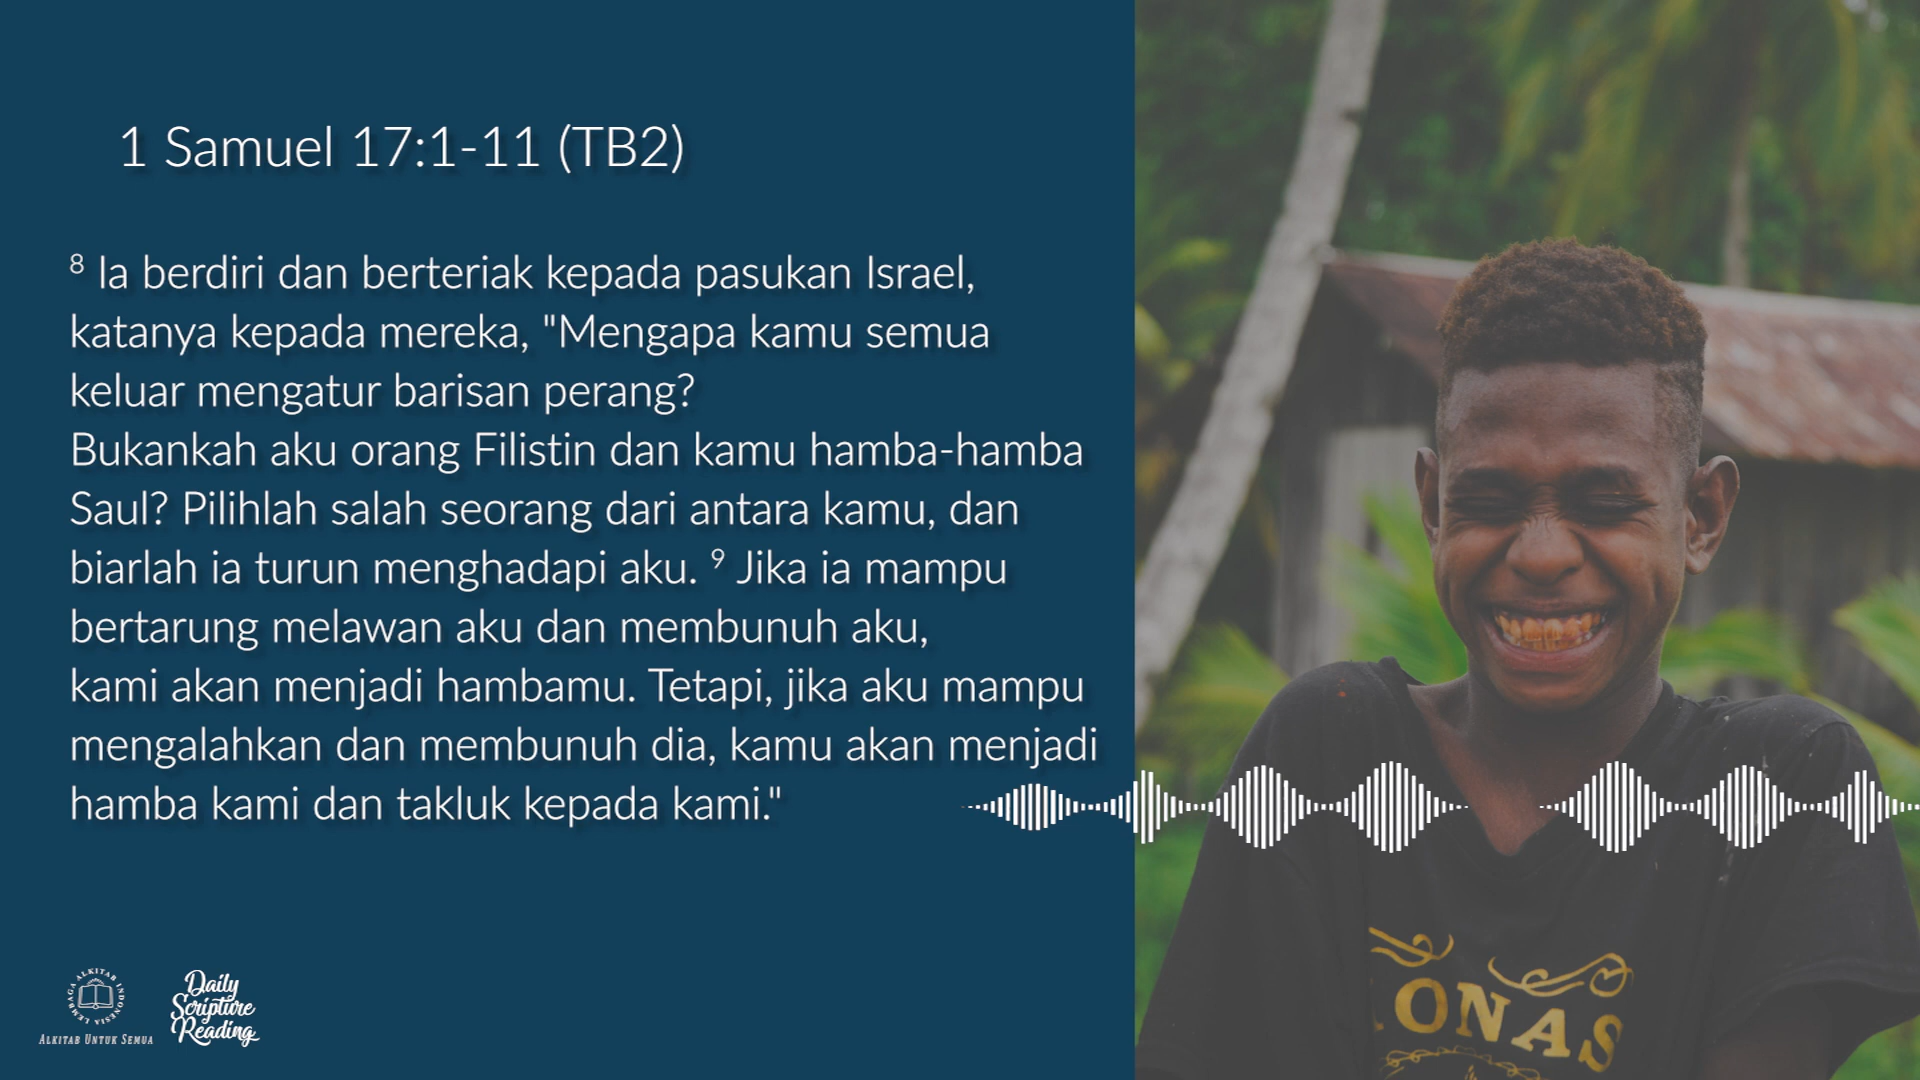 1 Samuel 17:1-11 (TB2)
8 Ia berdiri dan berteriak kepada pasukan Israel,
katanya kepada mereka, "Mengapa kamu semua
keluar mengatur barisan perang?
Bukankah aku orang Filistin dan kamu hamba-hamba
Saul? Pilihlah salah seorang dari antara kamu, dan
biarlah ia turun menghadapi aku. 9 Jika ia mampu
bertarung melawan aku dan membunuh aku,
kami akan menjadi hambamu. Tetapi, jika aku mampu
mengalahkan dan membunuh dia, kamu akan menjadi
hamba kami dan takluk kepada kami."
LEMBAGA ALKITAB INDONESIA
ALKITAB UNTUK SEMUA
Daily
Scripture
Reading
ONAS